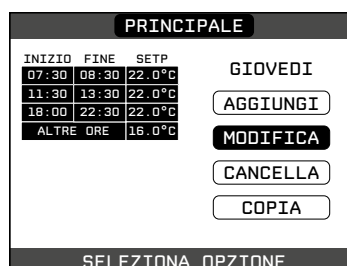 PRINCIPALE
INIZIO FINE SETP
07:30 08:30 22.0°C
11:30 13:30 22.0°C
18:00 22:30 22.0°C
ALTRE ORE 16.0°C
GIOVEDI
AGGIUNGI
MODIFICA
CANCELLA
COPIA
SELEZIONA OPZIONE